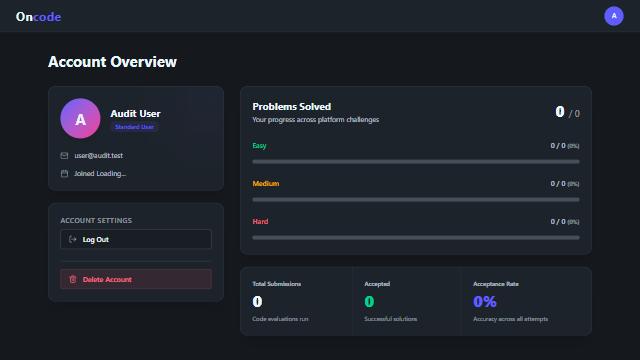 Oncode
A
Account Overview
A
Audit User
Standard User
user@audit.test
Joined Loading...
ACCOUNT SETTINGS
Log Out
Delete Account
Problems Solved
Your progress across platform challenges
0 / 0
Easy
0 / 0 (0%)
Medium
0 / 0 (0%)
Hard
0 / 0 (0%)
Total Submissions
0
Code evaluations run
Accepted
0
Successful solutions
Acceptance Rate
0%
Accuracy across all attempts